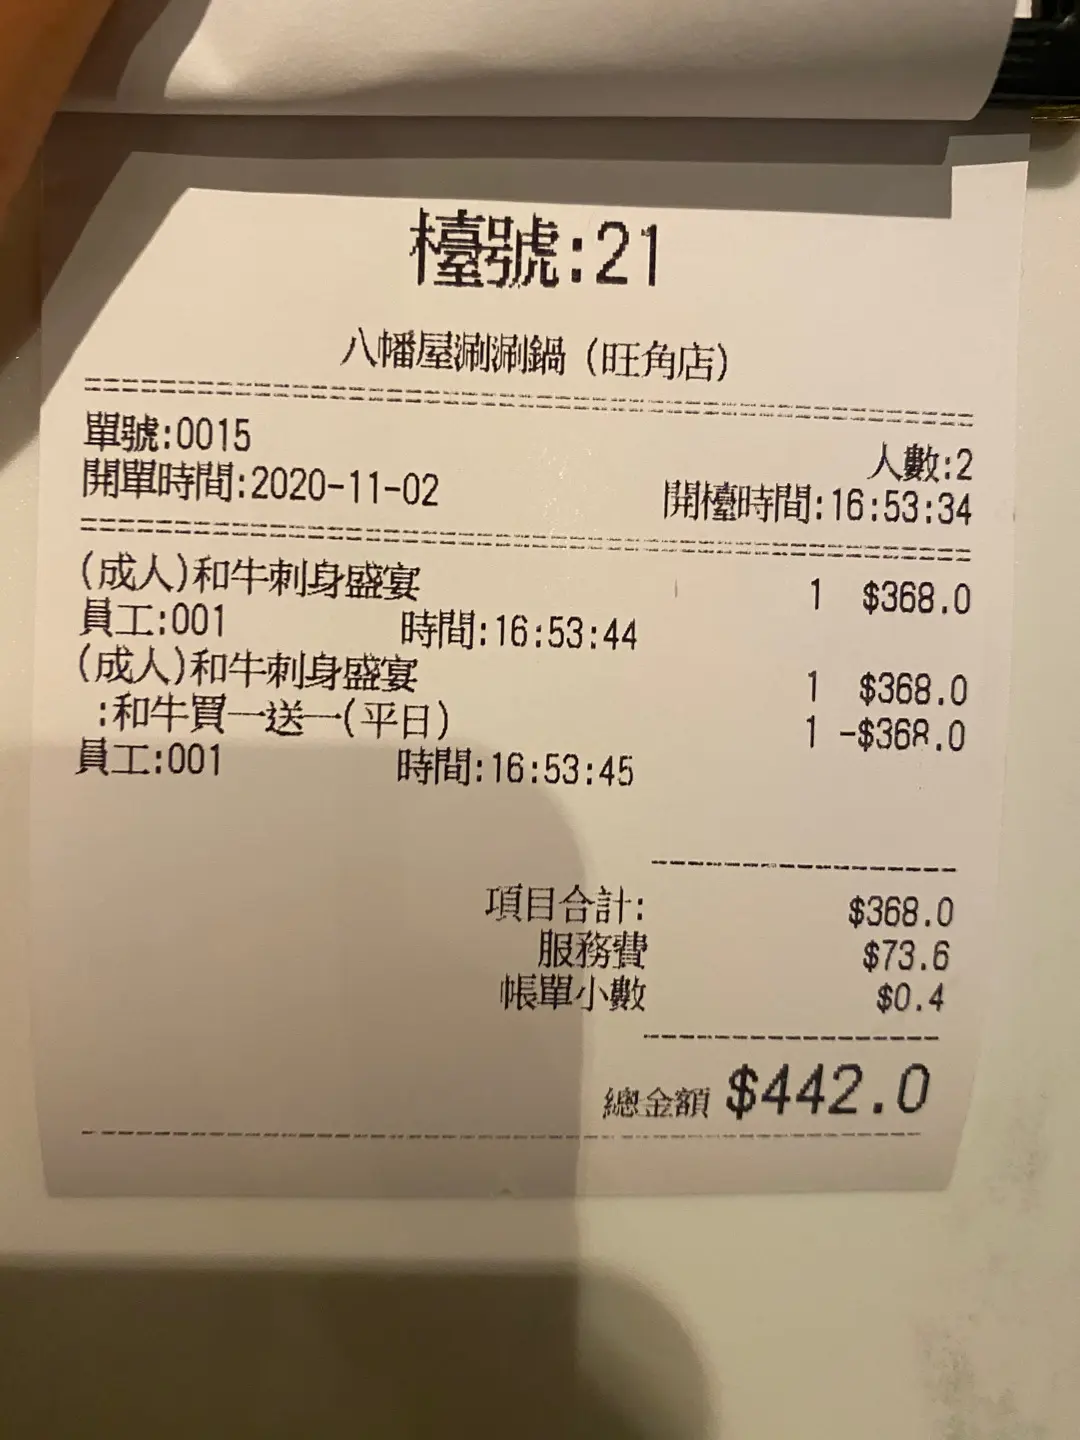 檯號:21
八幡屋涮涮鍋 (旺角店)
單號:0015 人數:2
開單時間:2020-11-02 開檯時間:16:53:34
(成人)和牛刺身盛宴 1 $368.0
員工:001 時間:16:53:44
(成人)和牛刺身盛宴 1 $368.0
:和牛買一送一(平日) 1 -$368.0
員工:001 時間:16:53:45
項目合計: $368.0
服務費 $73.6
帳單小數 $0.4
總金額 $442.0